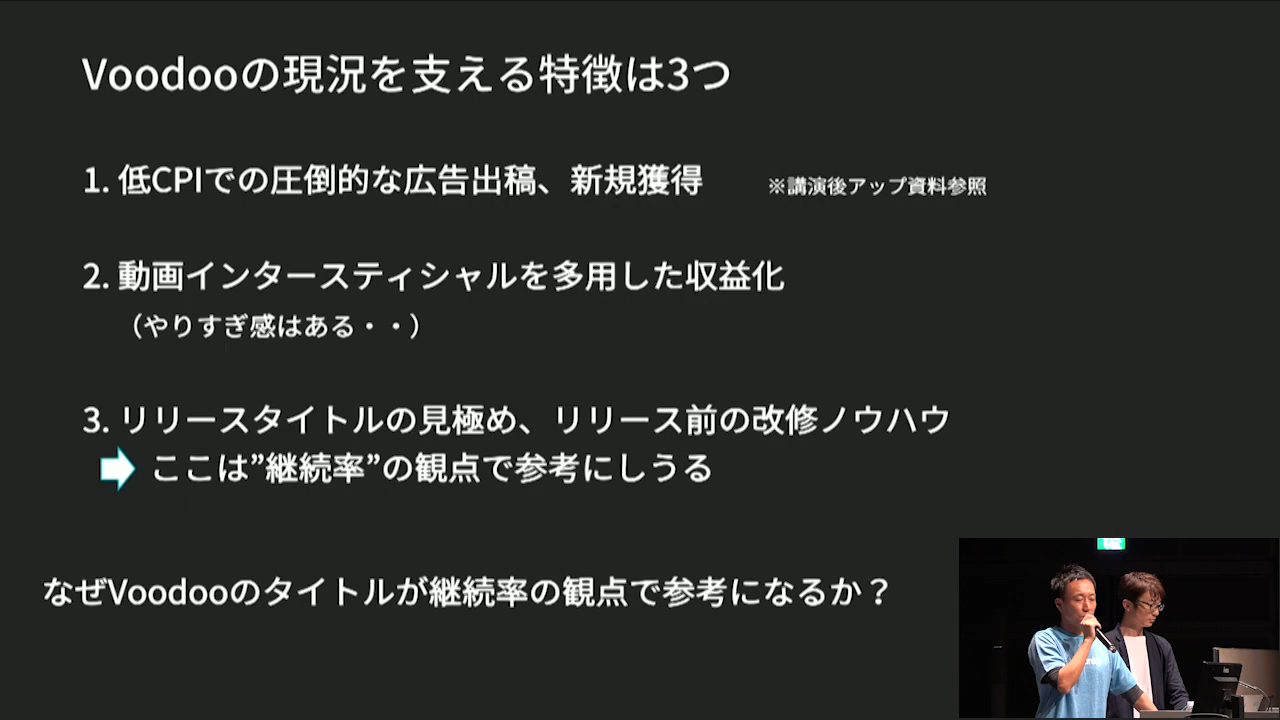 Voodooの現況を支える特徴は3つ
1. 低CPIでの圧倒的な広告出稿、新規獲得 ※講演後アップ資料参照
2. 動画インタースティシャルを多用した収益化
（やりすぎ感はある・・）
3. リリースタイトルの見極め、リリース前の改修ノウハウ
ここは”継続率”の観点で参考にしうる
なぜVoodooのタイトルが継続率の観点で参考になるか？